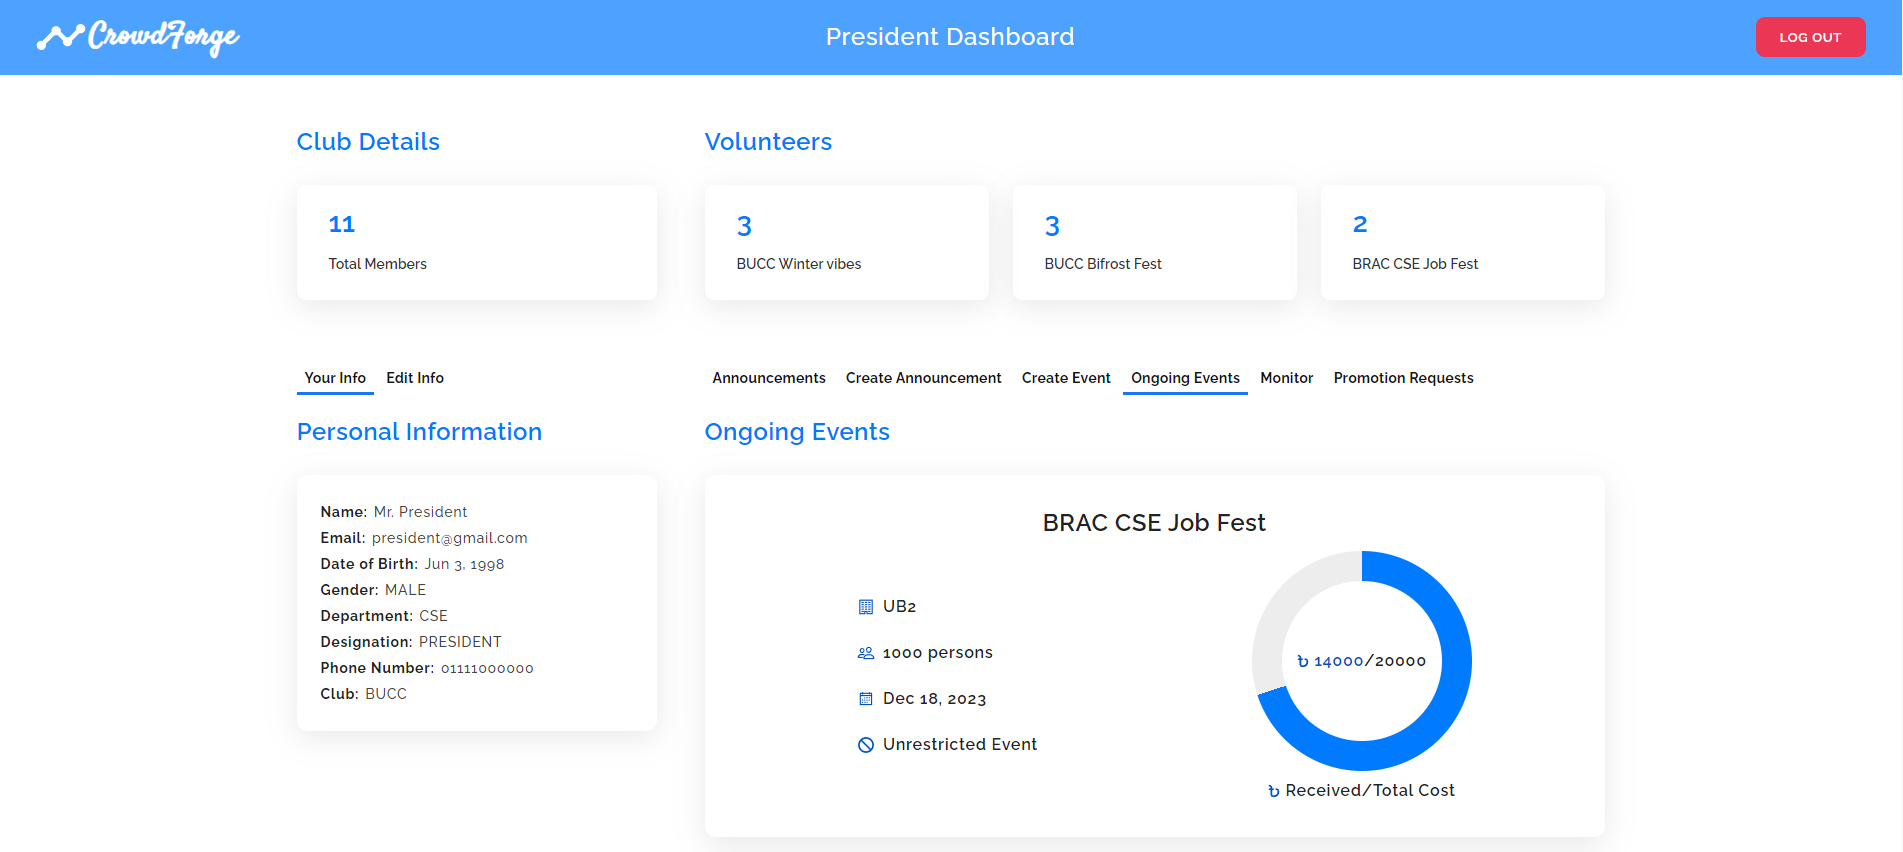 CrowdForge
President Dashboard
LOG OUT
Club Details
11
Total Members
Volunteers
3
BUCC Winter vibes
3
BUCC Bifrost Fest
2
BRAC CSE Job Fest
Your Info Edit Info
Personal Information
Name: Mr. President
Email: president@gmail.com
Date of Birth: Jun 3, 1998
Gender: MALE
Department: CSE
Designation: PRESIDENT
Phone Number: 01111000000
Club: BUCC
Announcements Create Announcement Create Event Ongoing Events Monitor Promotion Requests
Ongoing Events
BRAC CSE Job Fest
UB2
1000 persons
Dec 18, 2023
Unrestricted Event
৳ 14000/20000
৳ Received/Total Cost